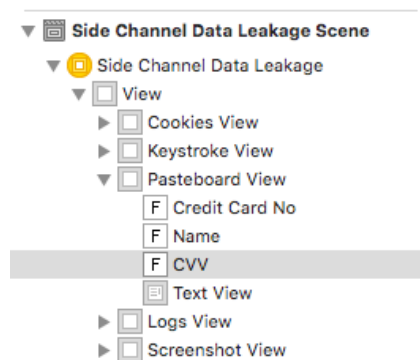 Side Channel Data Leakage Scene
Side Channel Data Leakage
View
Cookies View
Keystroke View
Pasteboard View
F Credit Card No
F Name
F CVV
Text View
Logs View
Screenshot View